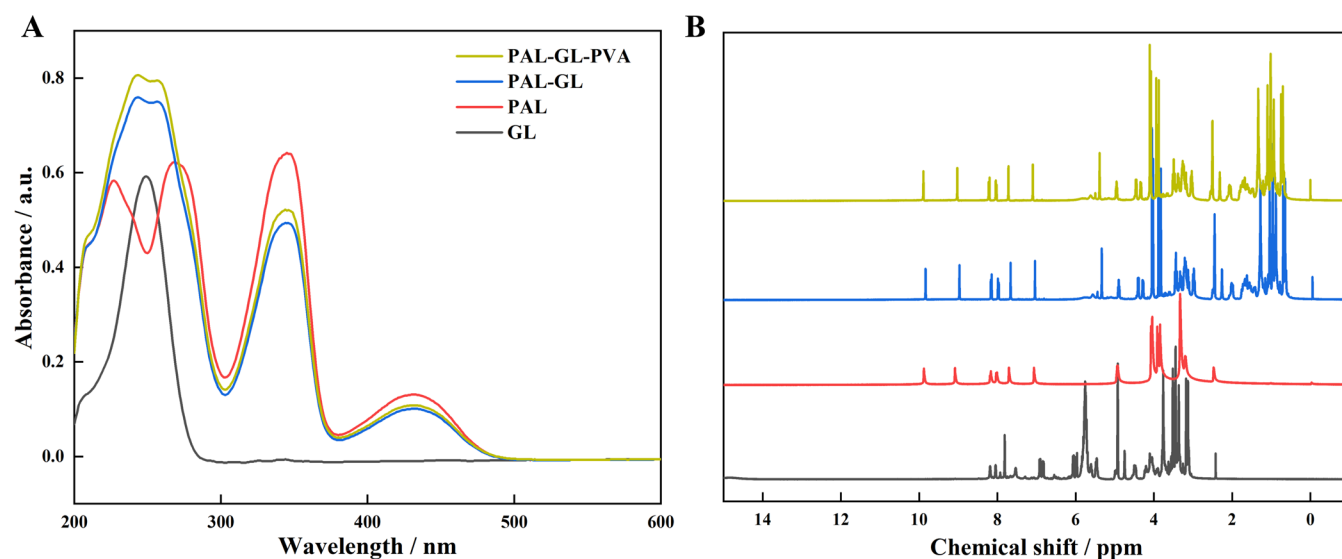 A
B
PAL-GL-PVA
PAL-GL
PAL
GL
Absorbance / a.u.
0.8
0.6
0.4
0.2
0.0
200 300 400 500 600
Wavelength / nm
14 12 10 8 6 4 2 0
Chemical shift / ppm